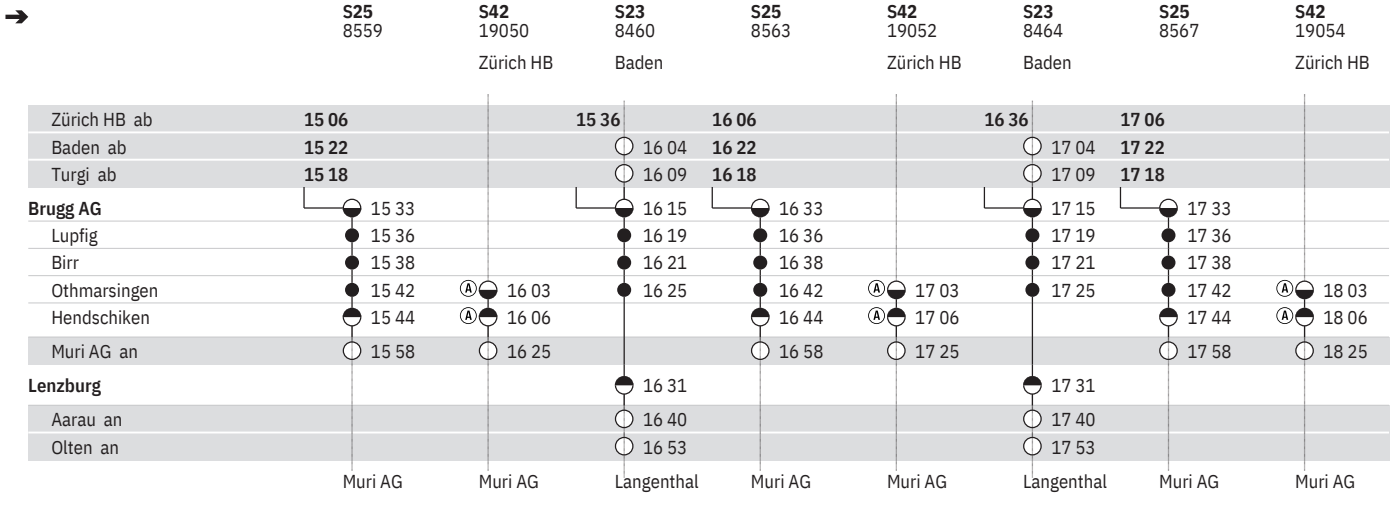 ➔ S25 S42 S23 S25 S42 S23 S25 S42
8559 19050 8460 8563 19052 8464 8567 19054
Zürich HB Baden Zürich HB Baden Zürich HB
Zürich HB ab 15 06 15 36 16 06 16 36 17 06
Baden ab 15 22 16 04 16 22 17 04 17 22
Turgi ab 15 18 16 09 16 18 17 09 17 18
Brugg AG 15 33 16 15 16 33 17 15 17 33
Lupfig 15 36 16 19 16 36 17 19 17 36
Birr 15 38 16 21 16 38 17 21 17 38
Othmarsingen 15 42 Ⓐ 16 03 16 25 16 42 Ⓐ 17 03 17 25 17 42 Ⓐ 18 03
Hendschiken 15 44 Ⓐ 16 06 16 44 Ⓐ 17 06 17 44 Ⓐ 18 06
Muri AG an 15 58 16 25 16 58 17 25 17 58 18 25
Lenzburg 16 31 17 31
Aarau an 16 40 17 40
Olten an 16 53 17 53
Muri AG Muri AG Langenthal Muri AG Muri AG Langenthal Muri AG Muri AG